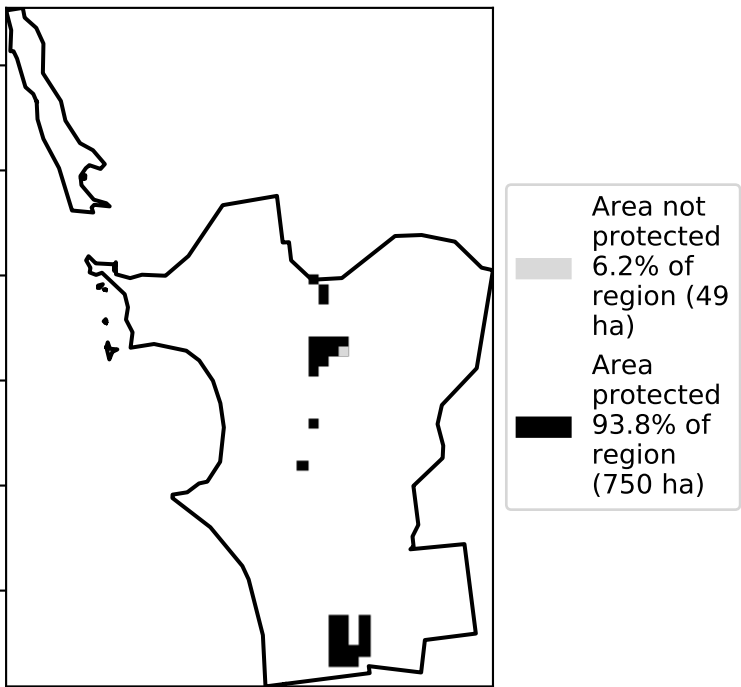 Area not
protected
6.2% of
region (49
ha)
Area
protected
93.8% of
region
(750 ha)